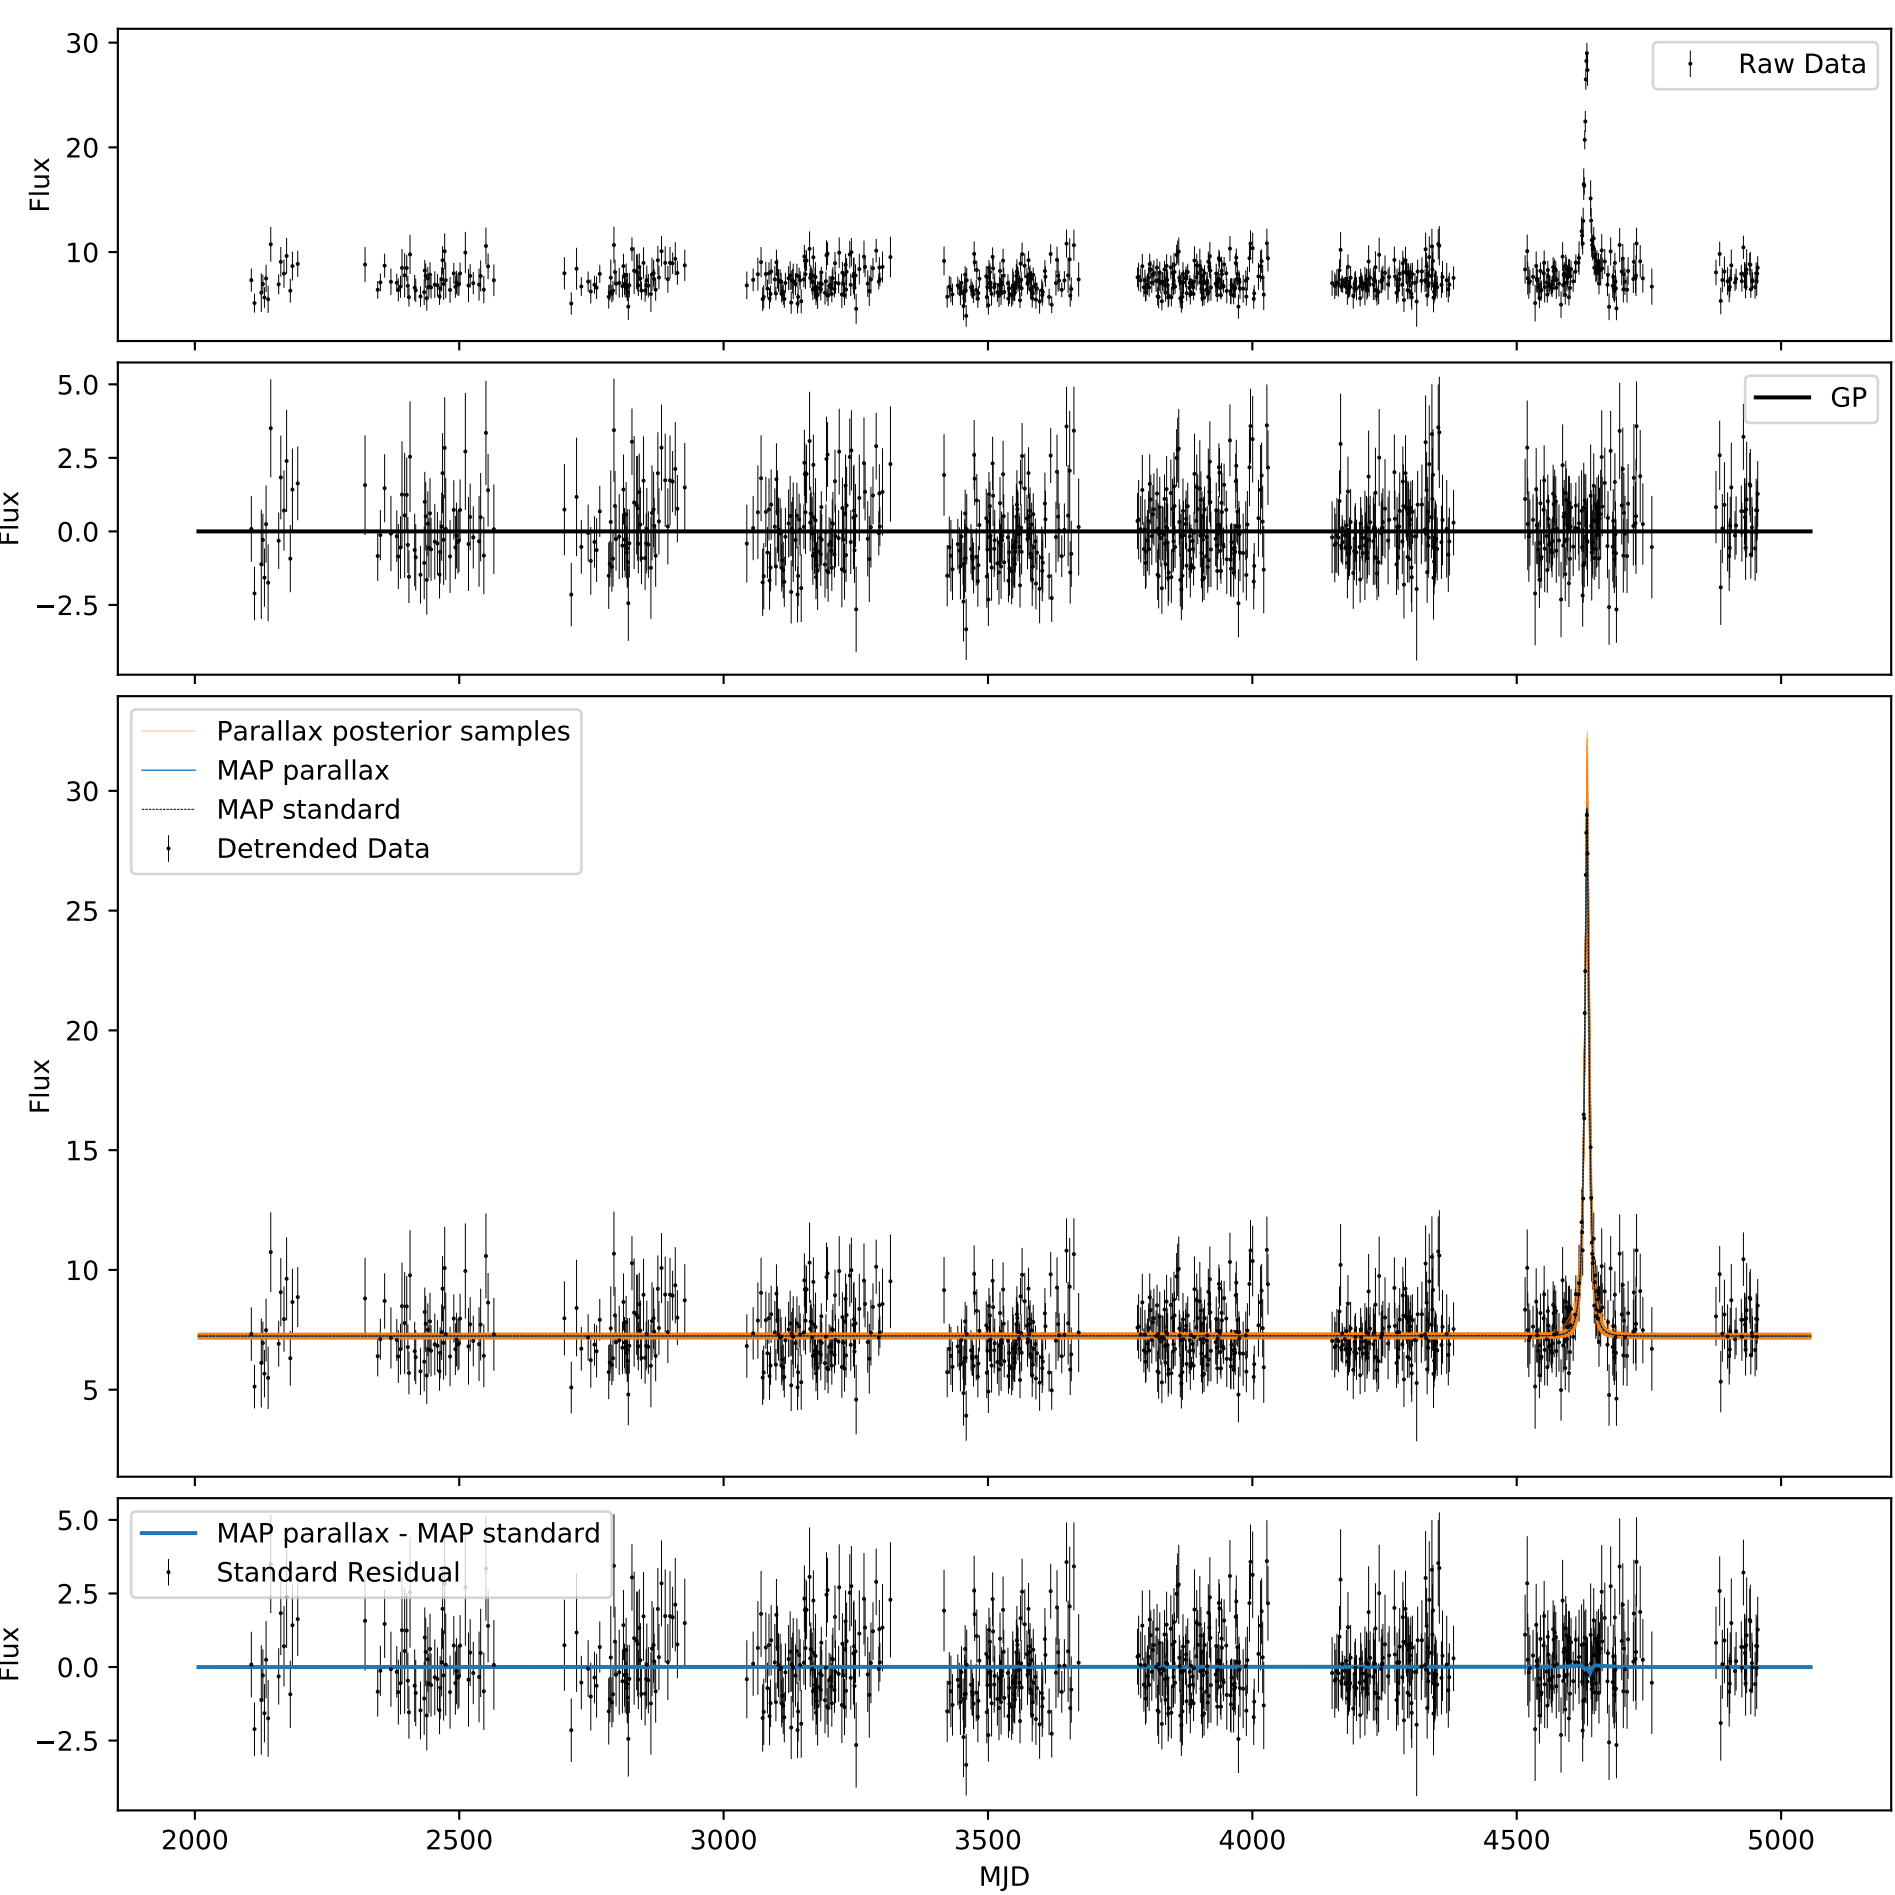 30
20
10
Flux
Raw Data
5.0
2.5
0.0
−2.5
Flux
GP
Parallax posterior samples
MAP parallax
MAP standard
Detrended Data
30
25
20
15
10
5
Flux
MAP parallax - MAP standard
Standard Residual
5.0
2.5
0.0
−2.5
Flux
2000 2500 3000 3500 4000 4500 5000
MJD